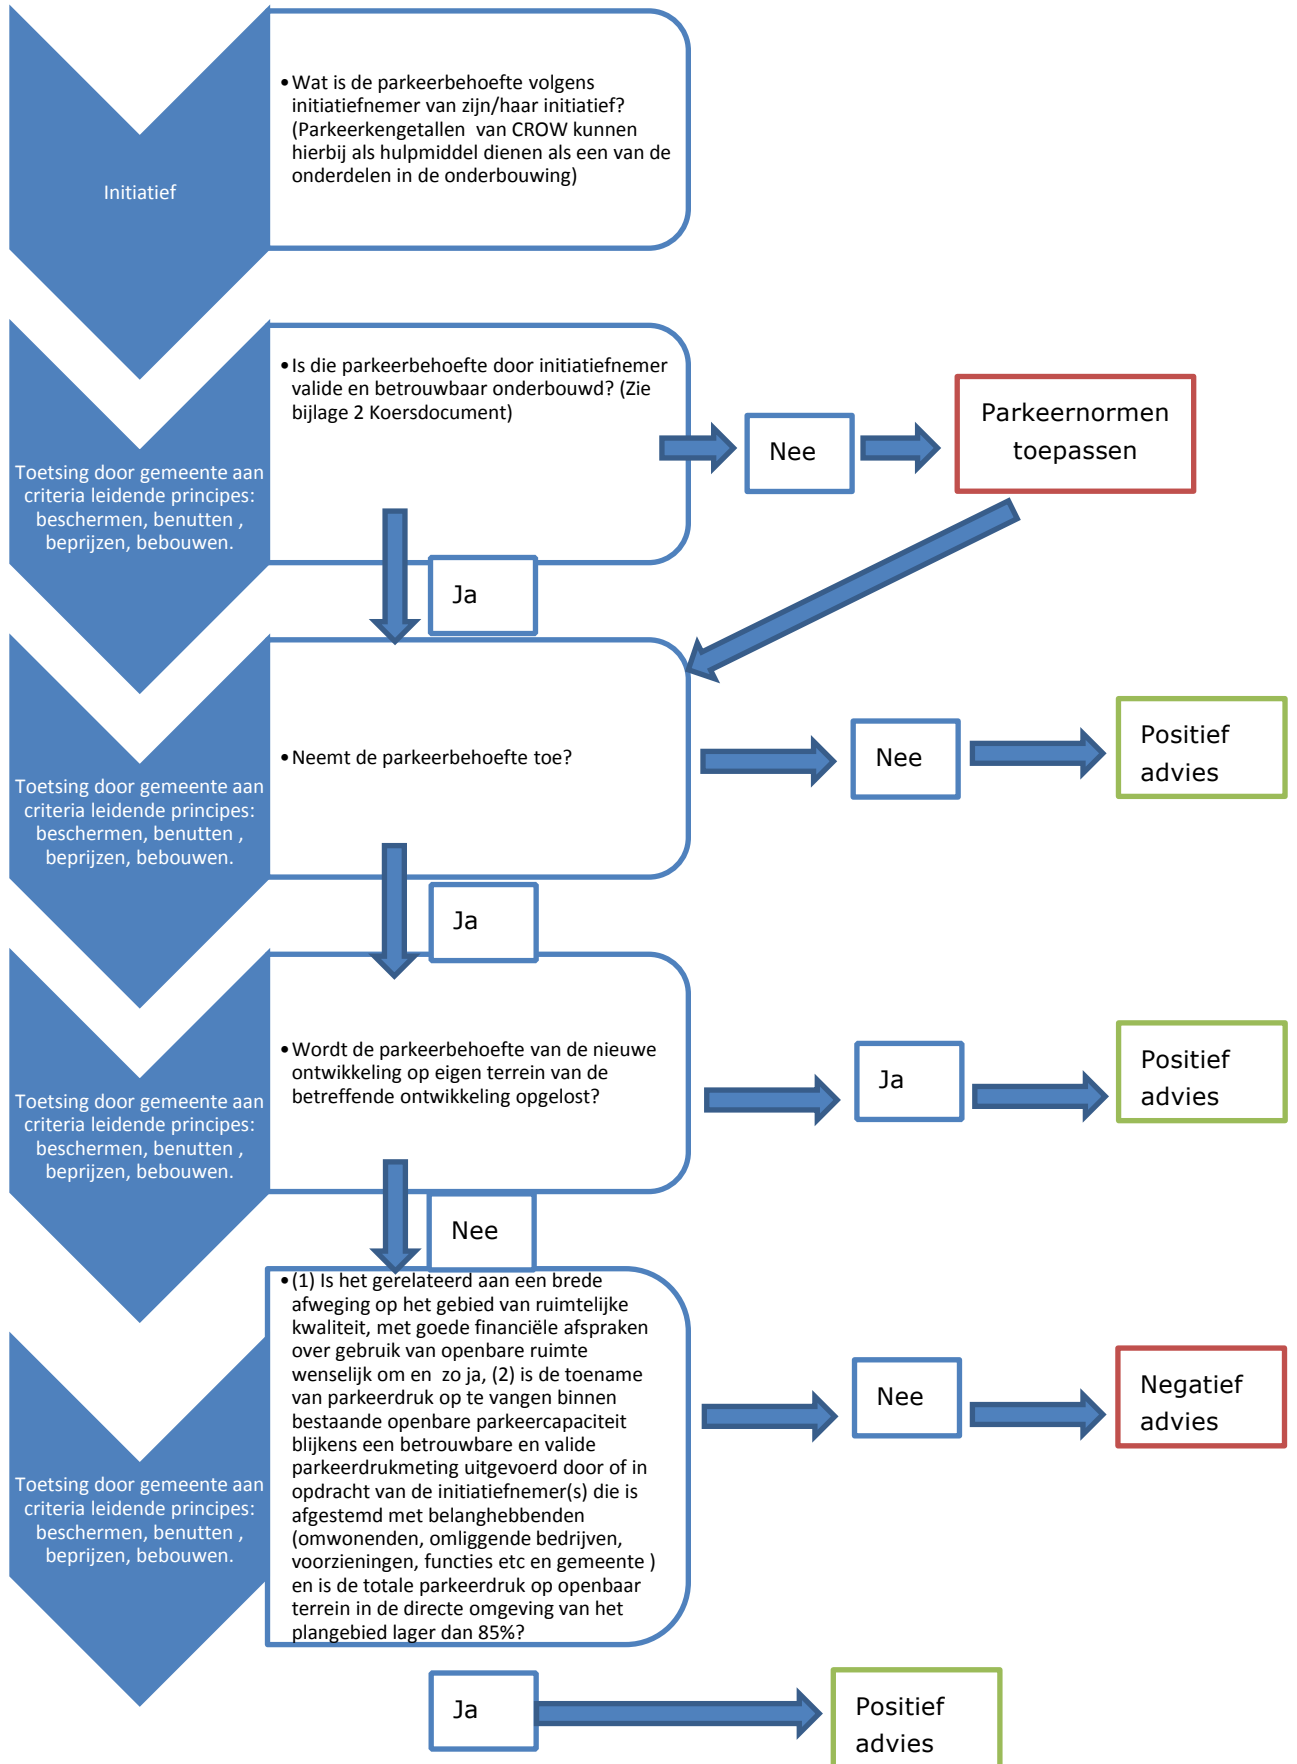 Initiatief
•Wat is de parkeerbehoefte volgens
initiatiefnemer van zijn/haar initiatief?
(Parkeerkengetallen van CROW kunnen
hierbij als hulpmiddel dienen als een van de
onderdelen in de onderbouwing)
Toetsing door gemeente aan
criteria leidende principes:
beschermen, benutten ,
beprijzen, bebouwen.
•Is die parkeerbehoefte door initiatiefnemer
valide en betrouwbaar onderbouwd? (Zie
bijlage 2 Koersdocument)
Nee
Parkeernormen
toepassen
Ja
Toetsing door gemeente aan
criteria leidende principes:
beschermen, benutten ,
beprijzen, bebouwen.
•Neemt de parkeerbehoefte toe?
Nee
Positief
advies
Ja
Toetsing door gemeente aan
criteria leidende principes:
beschermen, benutten ,
beprijzen, bebouwen.
•Wordt de parkeerbehoefte van de nieuwe
ontwikkeling op eigen terrein van de
betreffende ontwikkeling opgelost?
Ja
Positief
advies
Nee
Toetsing door gemeente aan
criteria leidende principes:
beschermen, benutten ,
beprijzen, bebouwen.
•(1) Is het gerelateerd aan een brede
afweging op het gebied van ruimtelijke
kwaliteit, met goede financiële afspraken
over gebruik van openbare ruimte
wenselijk om en zo ja, (2) is de toename
van parkeerdruk op te vangen binnen
bestaande openbare parkeercapaciteit
blijkens een betrouwbare en valide
parkeerdrukmeting uitgevoerd door of in
opdracht van de initiatiefnemer(s) die is
afgestemd met belanghebbenden
(omwonenden, omliggende bedrijven,
voorzieningen, functies etc en gemeente )
en is de totale parkeerdruk op openbaar
terrein in de directe omgeving van het
plangebied lager dan 85%?
Nee
Negatief
advies
Ja
Positief
advies